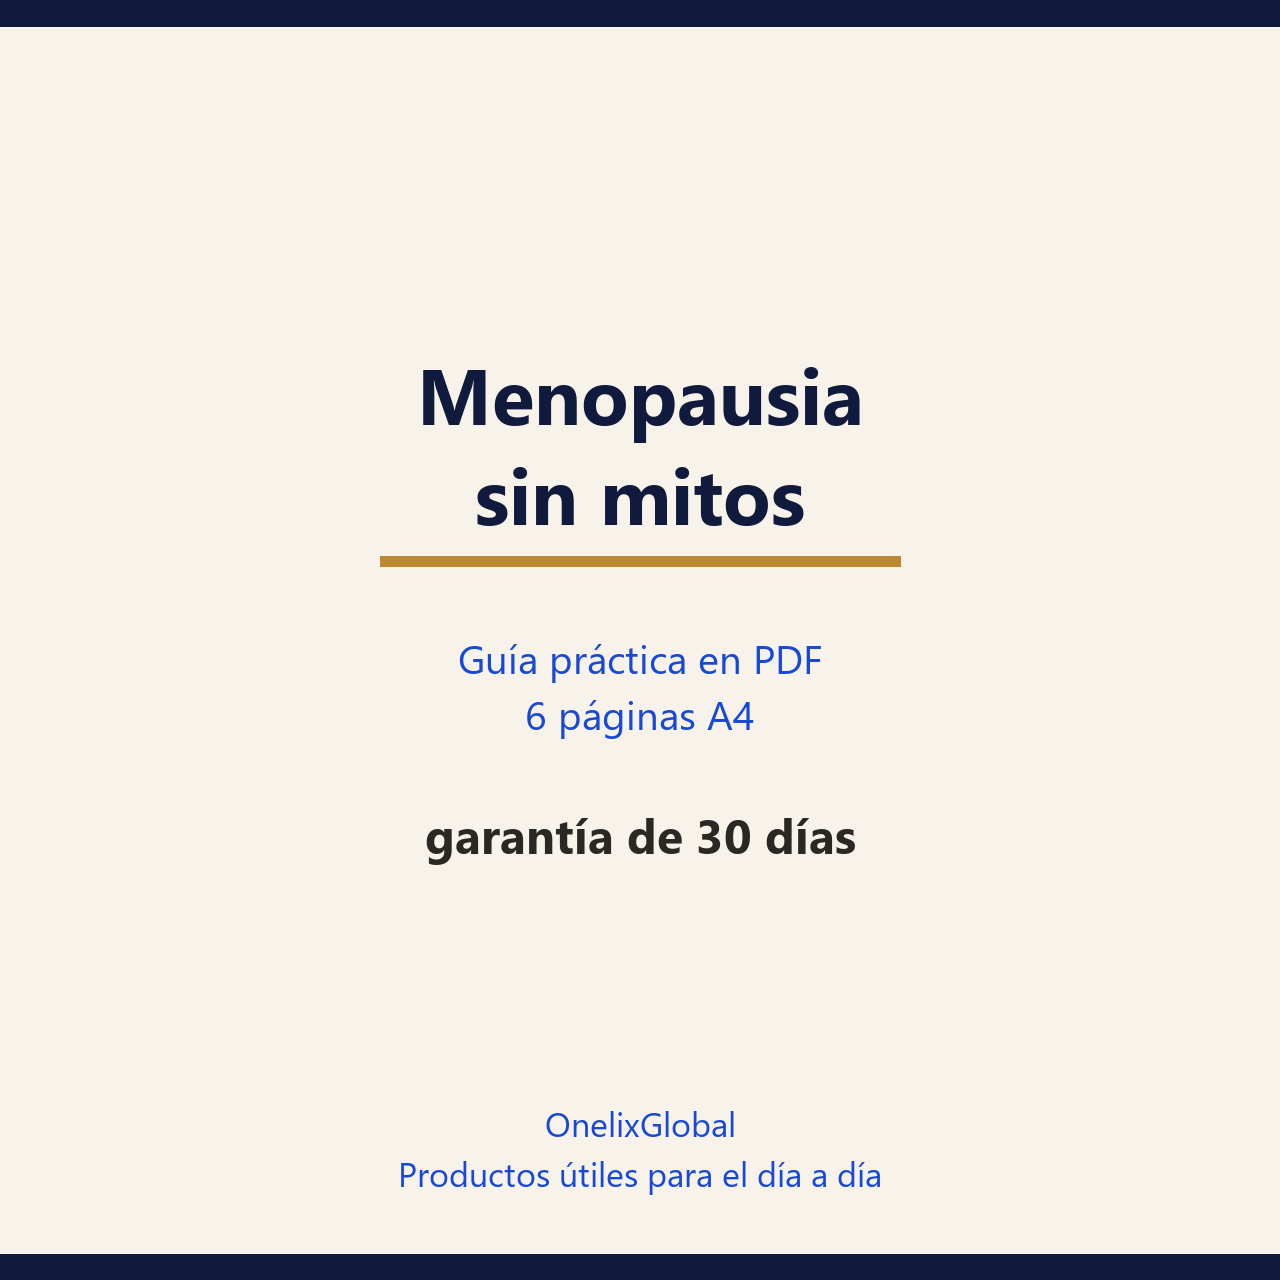 Menopausia
sin mitos
Guía práctica en PDF
6 páginas A4
garantía de 30 días
OnelixGlobal
Productos útiles para el día a día